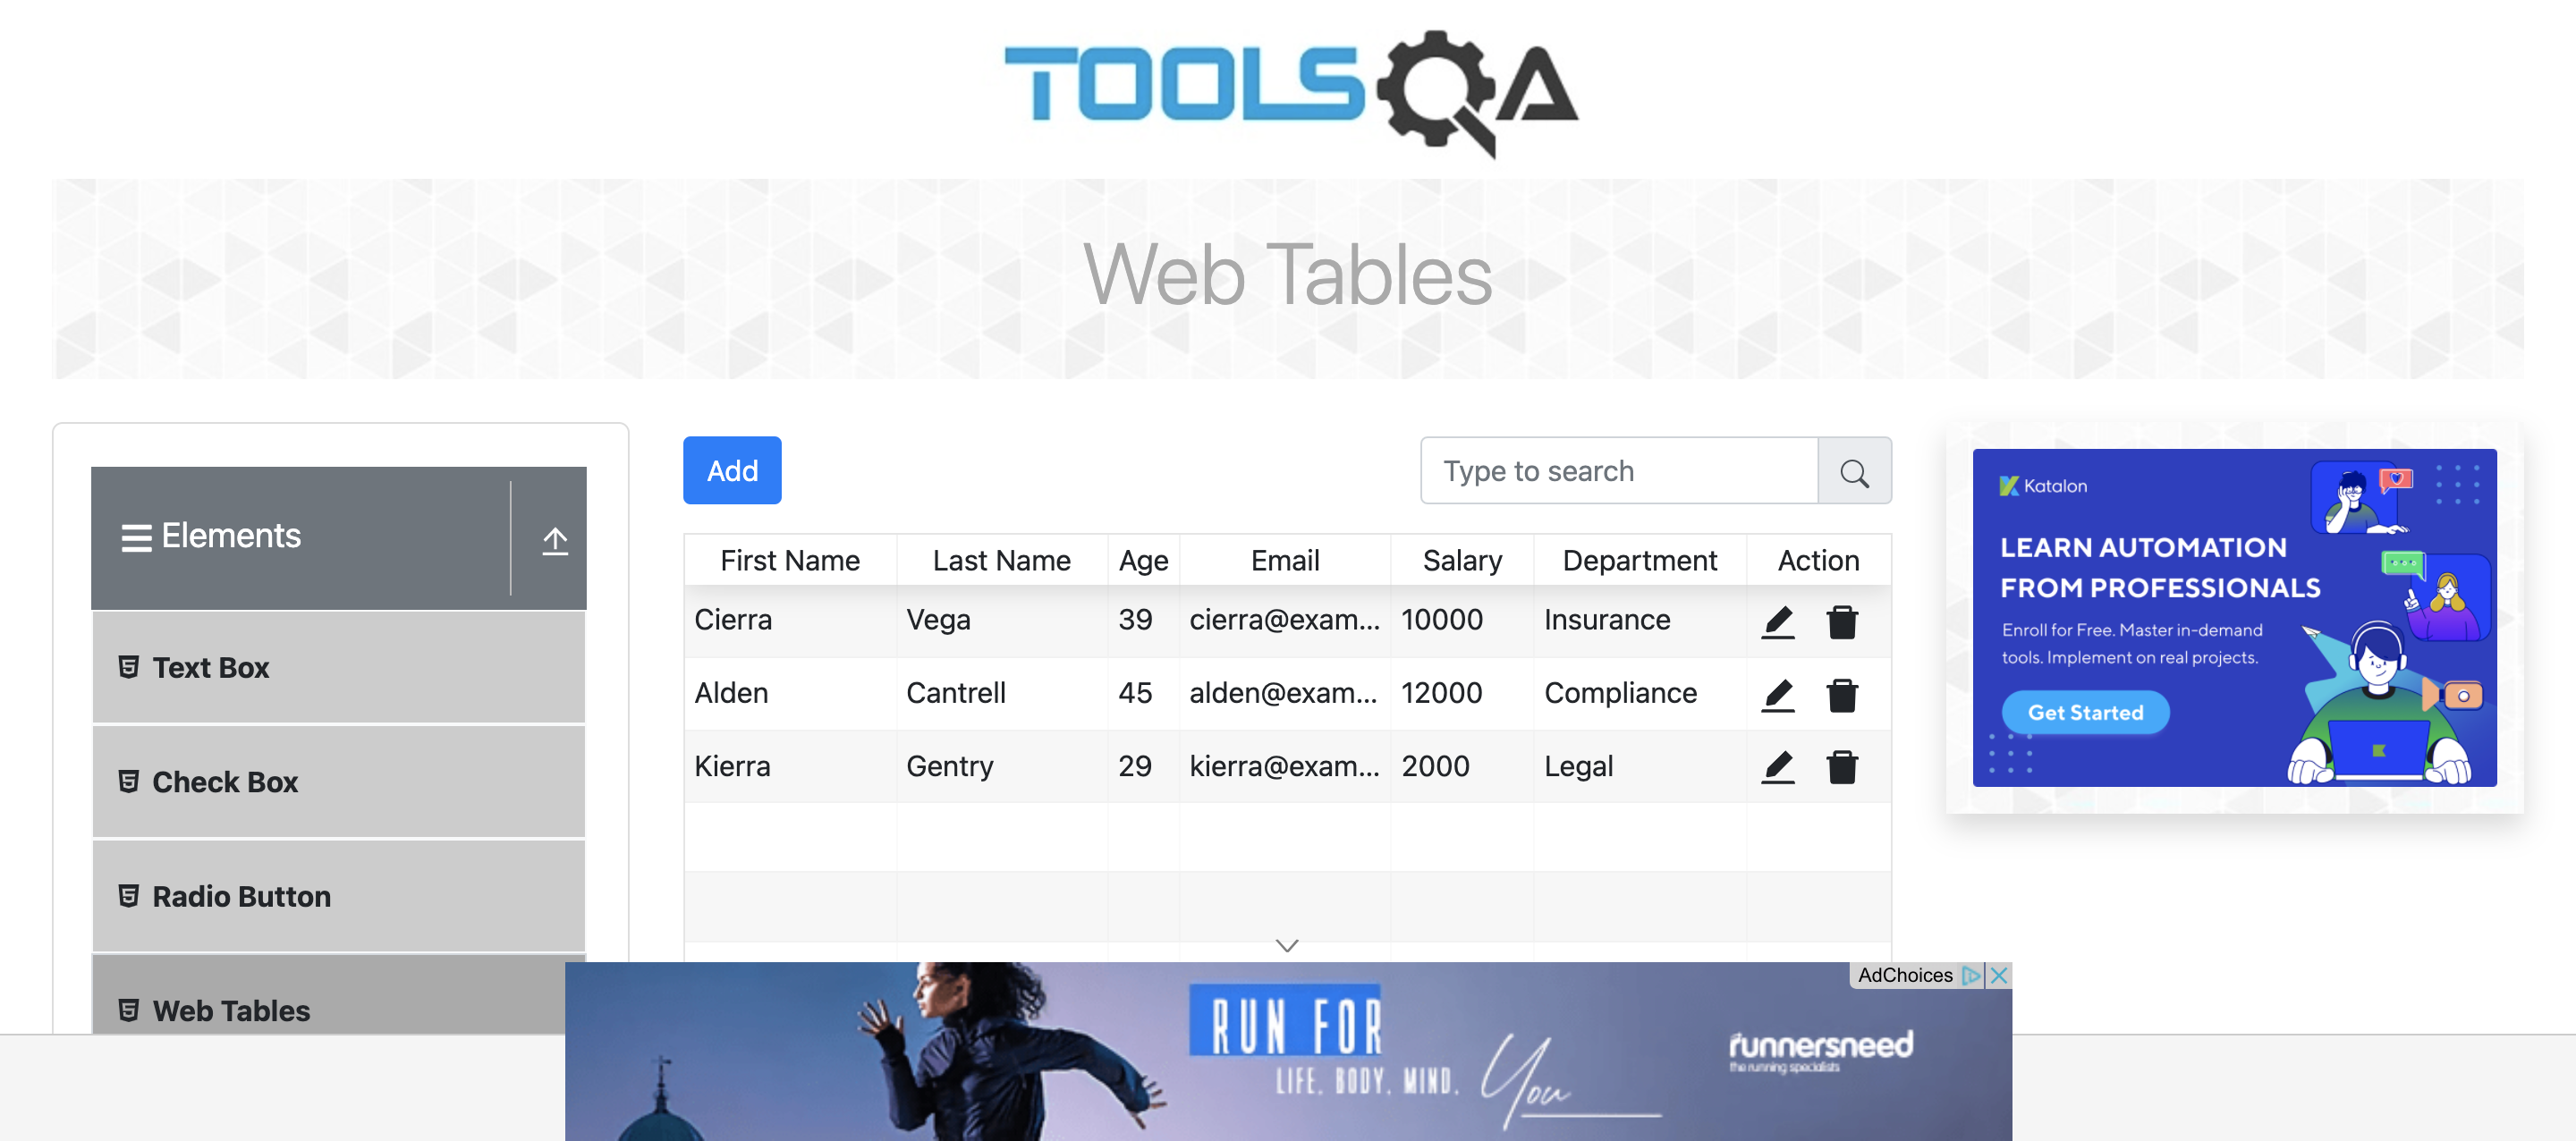 TOOLSQA
Web Tables
Elements
Text Box
Check Box
Radio Button
Web Tables
Add
Type to search
First Name Last Name Age Email Salary Department Action
Cierra Vega 39 cierra@exam... 10000 Insurance
Alden Cantrell 45 alden@exam... 12000 Compliance
Kierra Gentry 29 kierra@exam... 2000 Legal
Katalon
LEARN AUTOMATION
FROM PROFESSIONALS
Enroll for Free. Master in-demand
tools. Implement on real projects.
Get Started
AdChoices
RUN FOR
LIFE. BODY. MIND. You
runnersneed
the running specialists